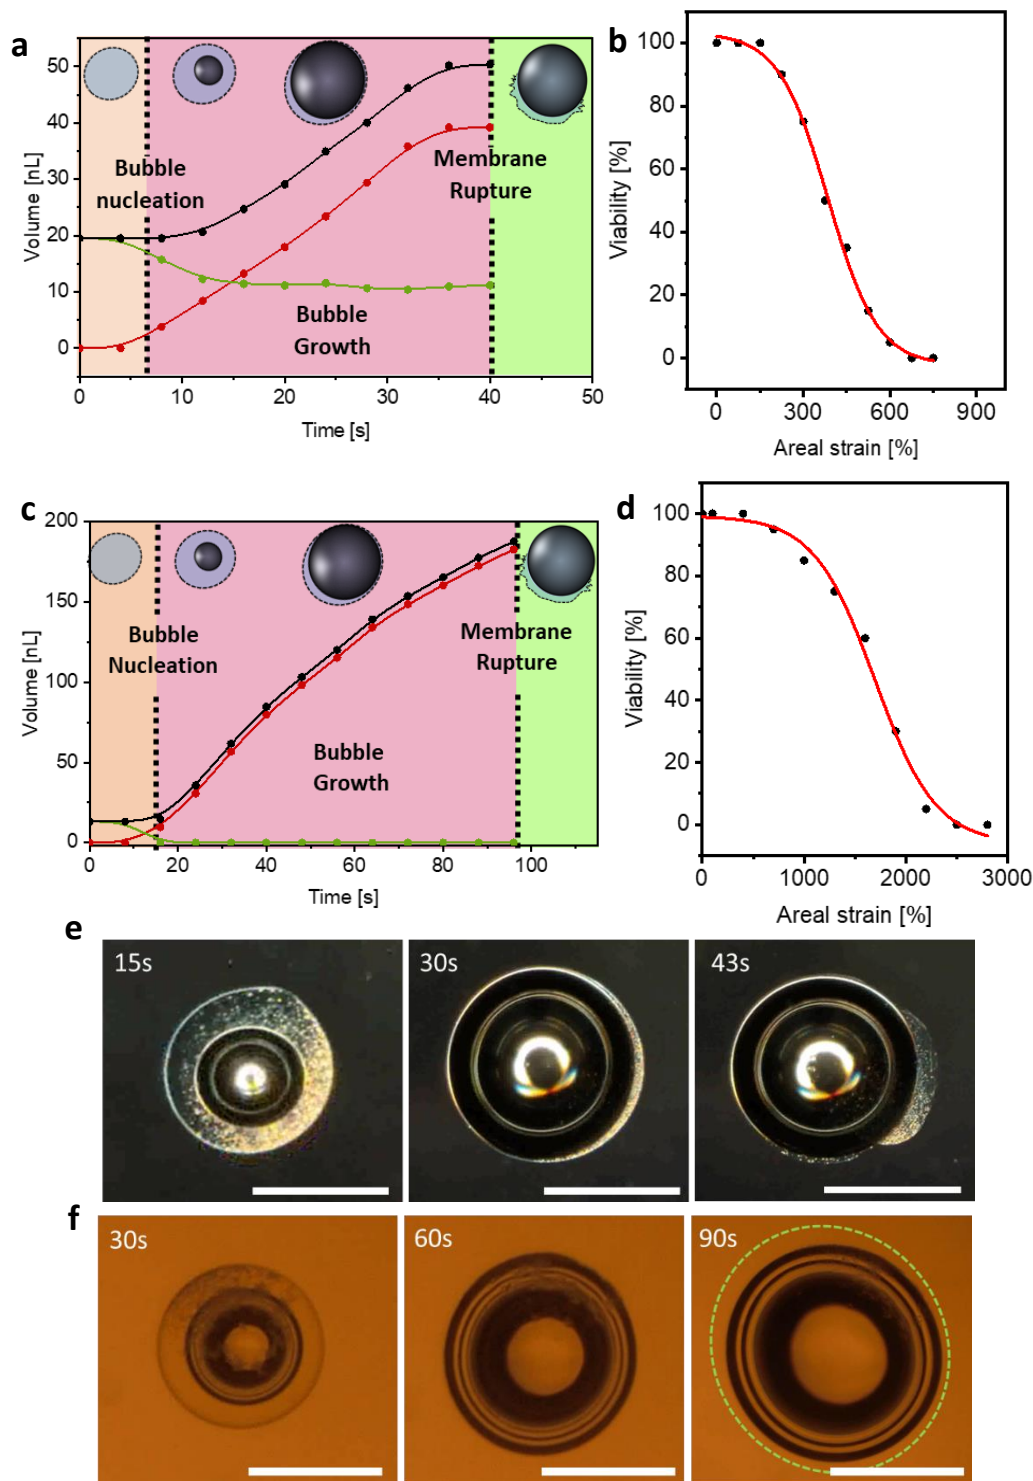 a
50
40
30
20
10
0
Volume [nL]
Bubble
nucleation
Bubble
Growth
Membrane
Rupture
0 10 20 30 40 50
Time [s]
b
100
80
60
40
20
0
Viability [%]
0 300 600 900
Areal strain [%]
c
200
150
100
50
0
Volume [nL]
Bubble
Nucleation
Bubble
Growth
Membrane
Rupture
0 20 40 60 80 100
Time [s]
d
100
80
60
40
20
0
Viability [%]
0 1000 2000 3000
Areal strain [%]
e
15s
30s
43s
f
30s
60s
90s